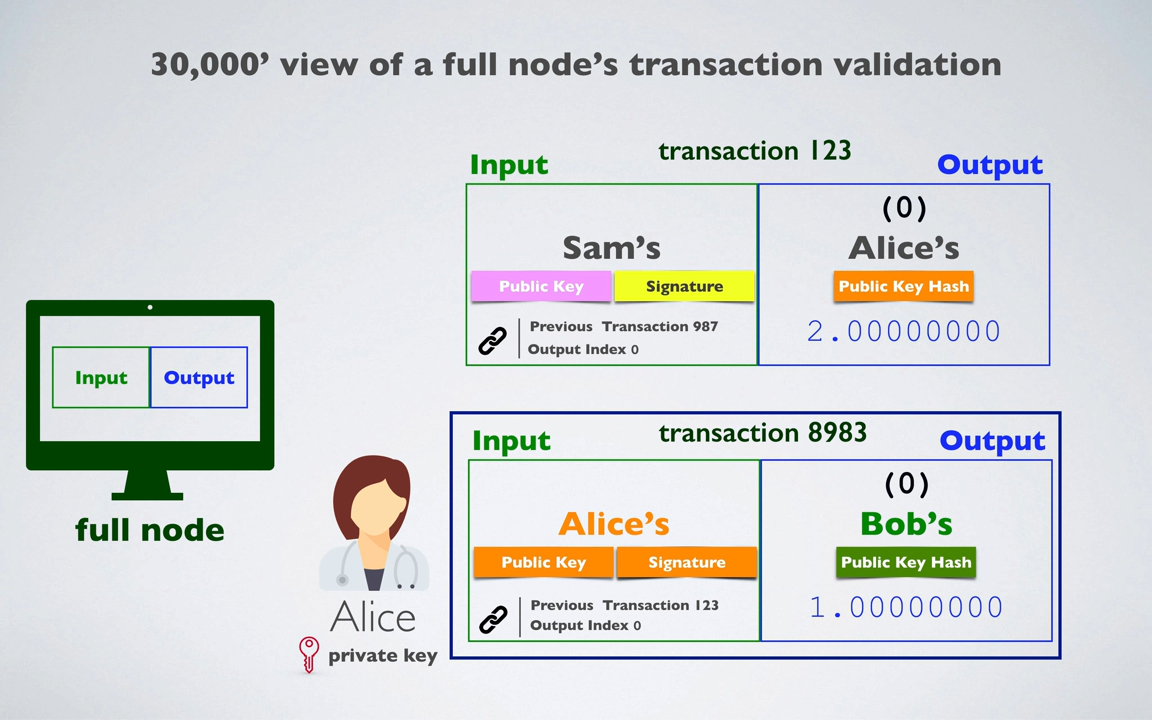 30,000’ view of a full node’s transaction validation
transaction 123
Input
Output
(0)
Sam’s
Alice’s
Public Key
Signature
Public Key Hash
Previous Transaction 987
Output Index 0
2.00000000
Input
Output
full node
Alice
private key
transaction 8983
Input
Output
(0)
Alice’s
Bob’s
Public Key
Signature
Public Key Hash
Previous Transaction 123
Output Index 0
1.00000000